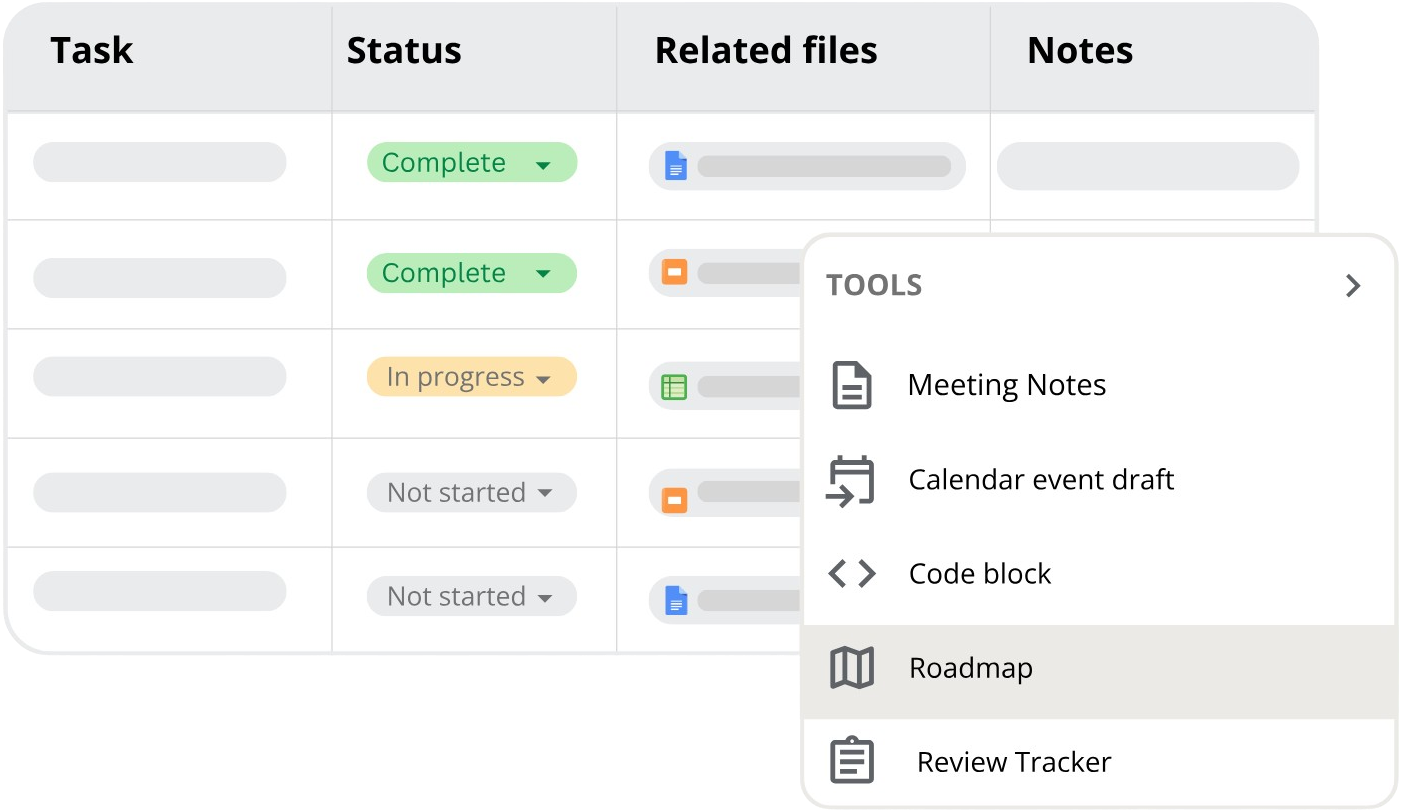 Task Status Related files Notes
Complete
Complete
In progress
Not started
Not started
TOOLS
Meeting Notes
Calendar event draft
Code block
Roadmap
Review Tracker